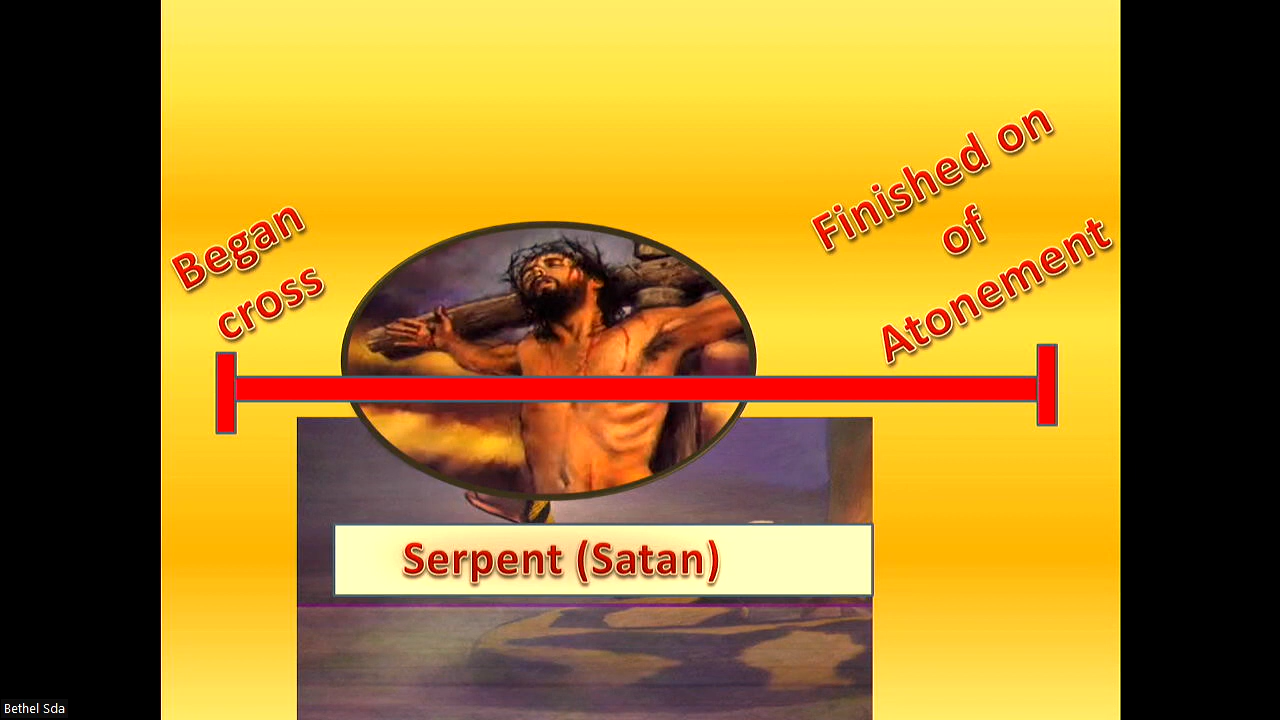 Began
cross
Finished on
of
Atonement
Serpent (Satan)
Bethel Sda